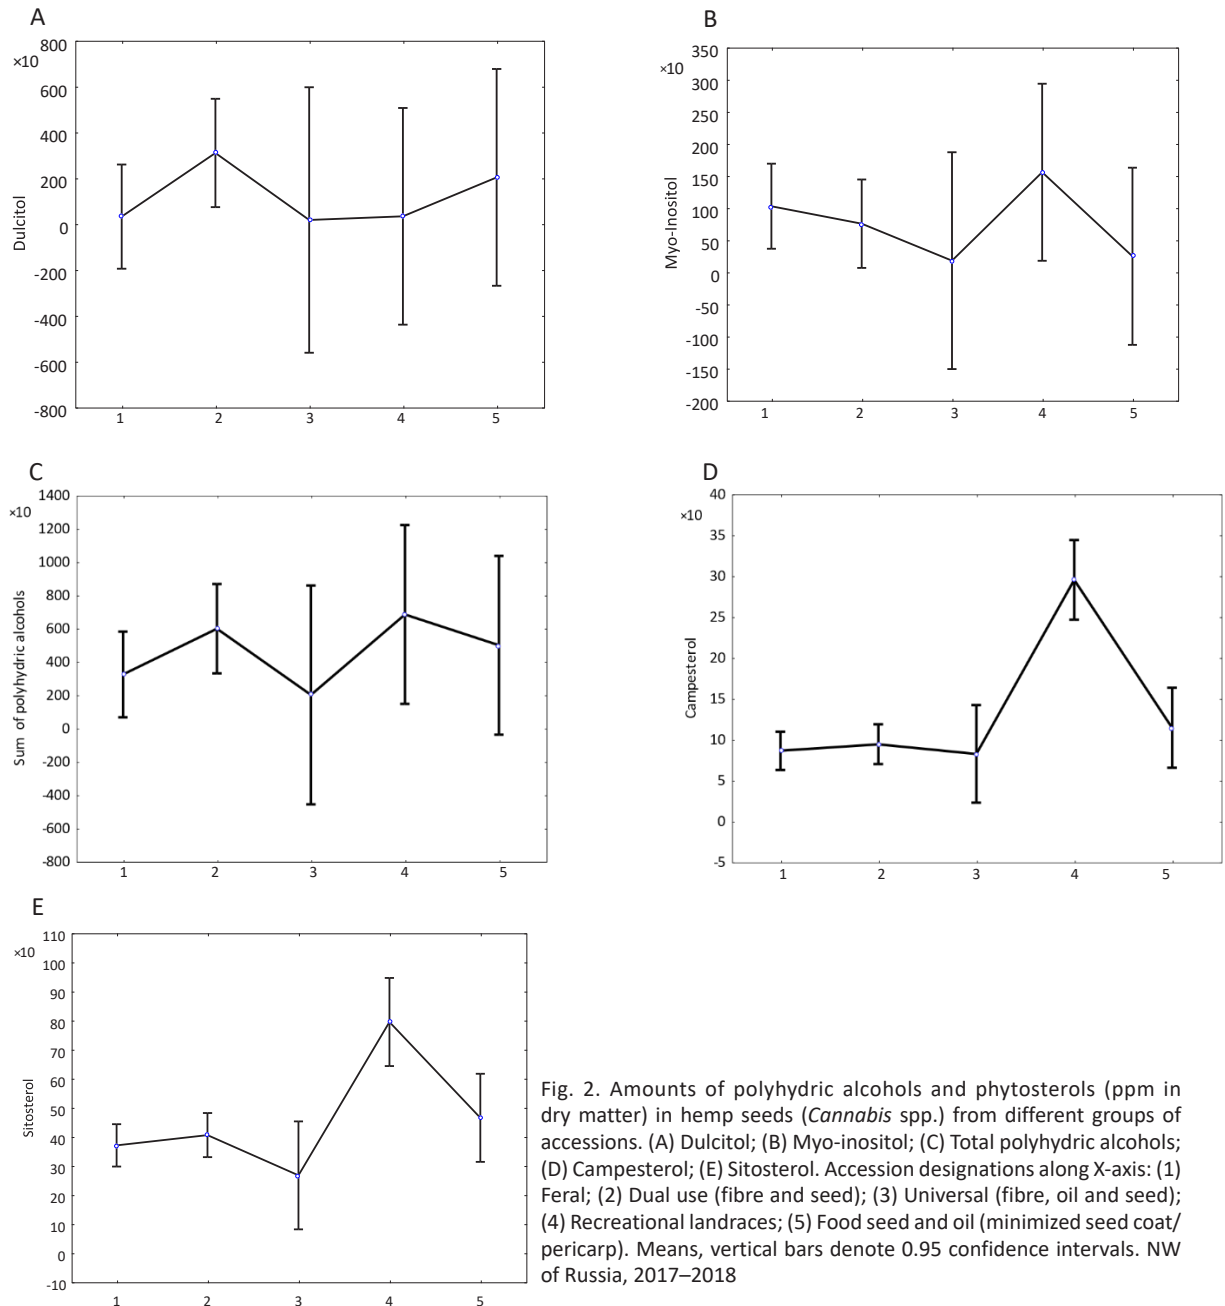 A
800
×10
600
400
200
0
-200
-400
-600
-800
Dulcitol
1 2 3 4 5
B
350
×10
300
250
200
150
100
50
0
-50
-100
-150
-200
Myo-Inositol
1 2 3 4 5
C
1400
×10
1200
1000
800
600
400
200
0
-200
-400
-600
-800
Sum of polyhydric alcohols
1 2 3 4 5
D
40
×10
35
30
25
20
15
10
5
0
-5
Campesterol
1 2 3 4 5
E
110
×10
100
90
80
70
60
50
40
30
20
10
0
-10
Sitosterol
1 2 3 4 5
Fig. 2. Amounts of polyhydric alcohols and phytosterols (ppm in
dry matter) in hemp seeds (Cannabis spp.) from different groups of
accessions. (A) Dulcitol; (B) Myo-inositol; (C) Total polyhydric alcohols;
(D) Campesterol; (E) Sitosterol. Accession designations along X-axis: (1)
Feral; (2) Dual use (fibre and seed); (3) Universal (fibre, oil and seed);
(4) Recreational landraces; (5) Food seed and oil (minimized seed coat/
pericarp). Means, vertical bars denote 0.95 confidence intervals. NW
of Russia, 2017–2018